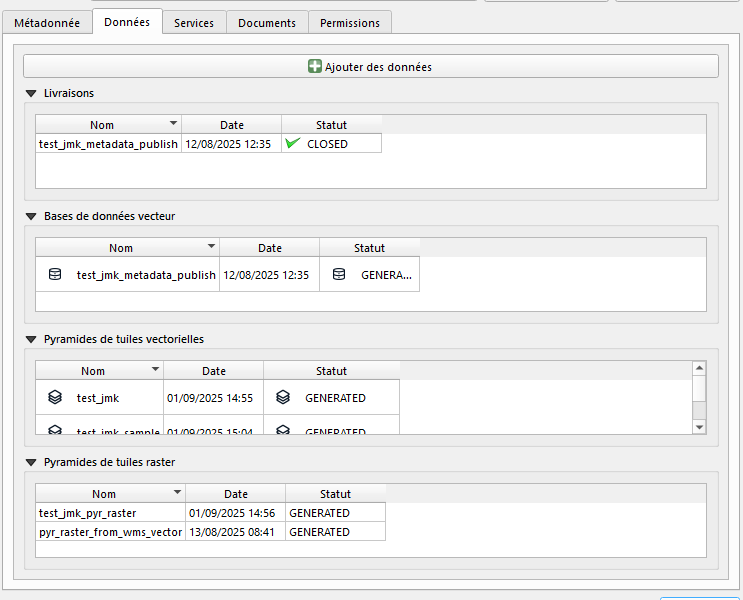 Métadonnée Données Services Documents Permissions
Ajouter des données
Livraisons
Nom Date Statut
test_jmk_metadata_publish 12/08/2025 12:35 CLOSED
Bases de données vecteur
Nom Date Statut
test_jmk_metadata_publish 12/08/2025 12:35 GENERA...
Pyramides de tuiles vectorielles
Nom Date Statut
test_jmk 01/09/2025 14:55 GENERATED
test_jmk_sample 01/09/2025 15:04 GENERATED
Pyramides de tuiles raster
Nom Date Statut
test_jmk_pyr_raster 01/09/2025 14:56 GENERATED
pyr_raster_from_wms_vector 13/08/2025 08:41 GENERATED